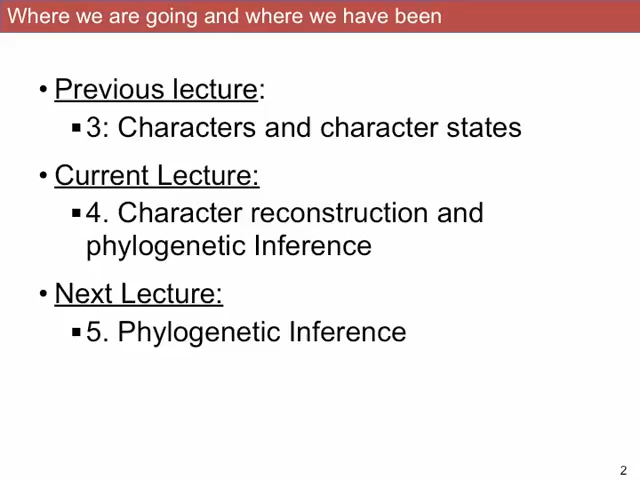 Where we are going and where we have been
• Previous lecture:
▪ 3: Characters and character states
• Current Lecture:
▪ 4. Character reconstruction and
phylogenetic Inference
• Next Lecture:
▪ 5. Phylogenetic Inference
2